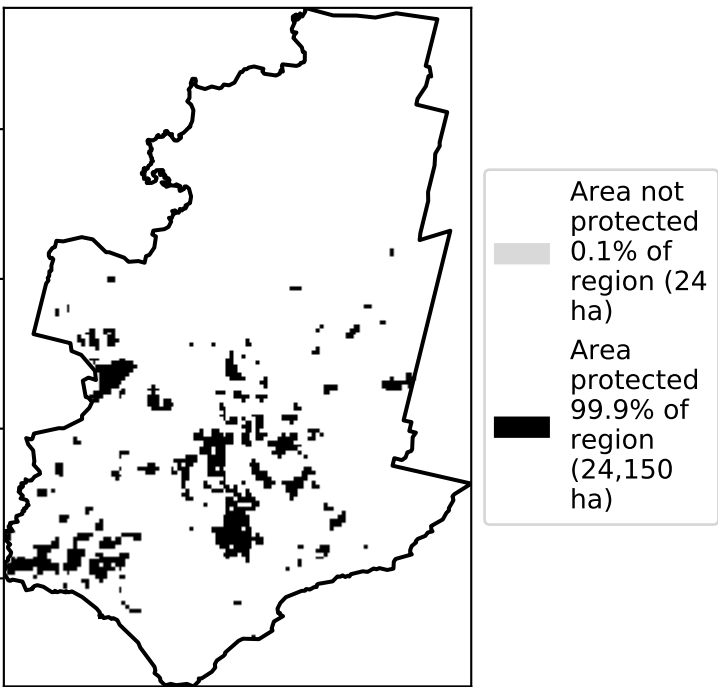 Area not
protected
0.1% of
region (24
ha)
Area
protected
99.9% of
region
(24,150
ha)